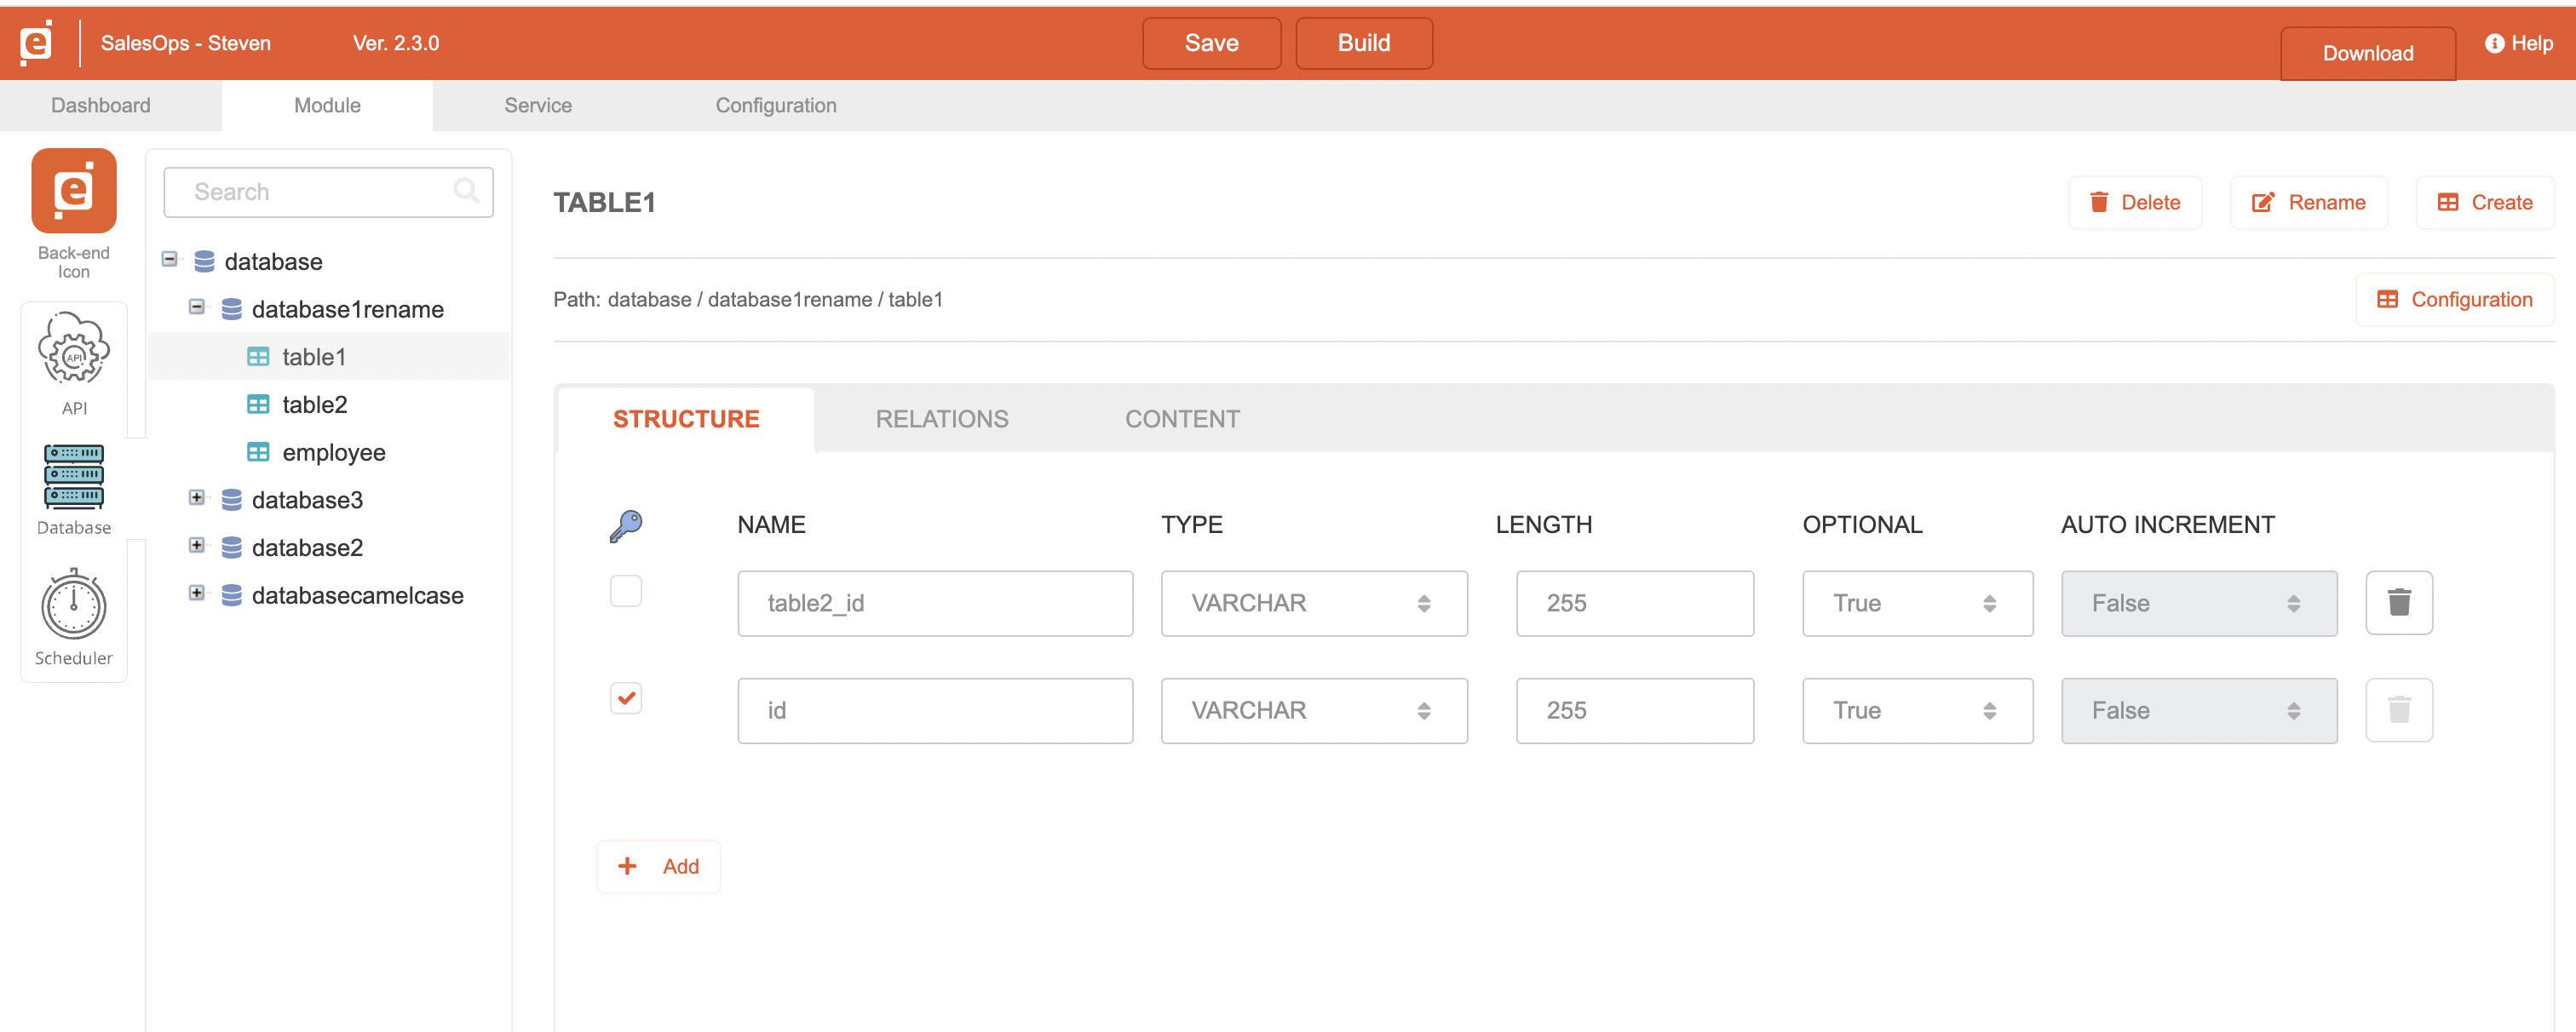 e
SalesOps - Steven
Ver. 2.3.0
Save
Build
Download
Help
Dashboard
Module
Service
Configuration
e
Back-end
Icon
API
API
Database
Scheduler
Search
database
database1rename
table1
table2
employee
database3
database2
databasecamelcase
TABLE1
Delete
Rename
Create
Path: database / database1rename / table1
Configuration
STRUCTURE
RELATIONS
CONTENT
NAME
TYPE
LENGTH
OPTIONAL
AUTO INCREMENT
table2_id
VARCHAR
255
True
False
id
VARCHAR
255
True
False
Add